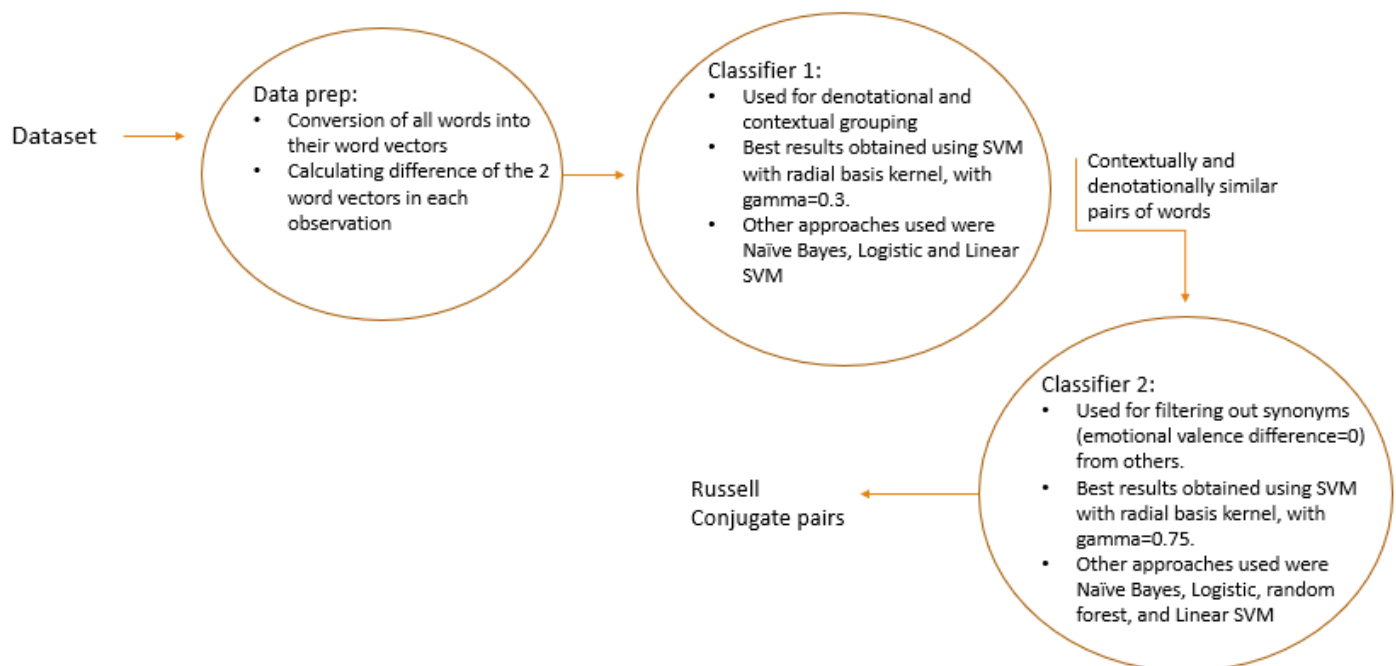 Dataset
Data prep:
• Conversion of all words into
their word vectors
• Calculating difference of the 2
word vectors in each
observation
Classifier 1:
• Used for denotational and
contextual grouping
• Best results obtained using SVM
with radial basis kernel, with
gamma=0.3.
• Other approaches used were
Naïve Bayes, Logistic and Linear
SVM
Contextually and
denotationally similar
pairs of words
Classifier 2:
• Used for filtering out synonyms
(emotional valence difference=0)
from others.
• Best results obtained using SVM
with radial basis kernel, with
gamma=0.75.
• Other approaches used were
Naïve Bayes, Logistic, random
forest, and Linear SVM
Russell
Conjugate pairs